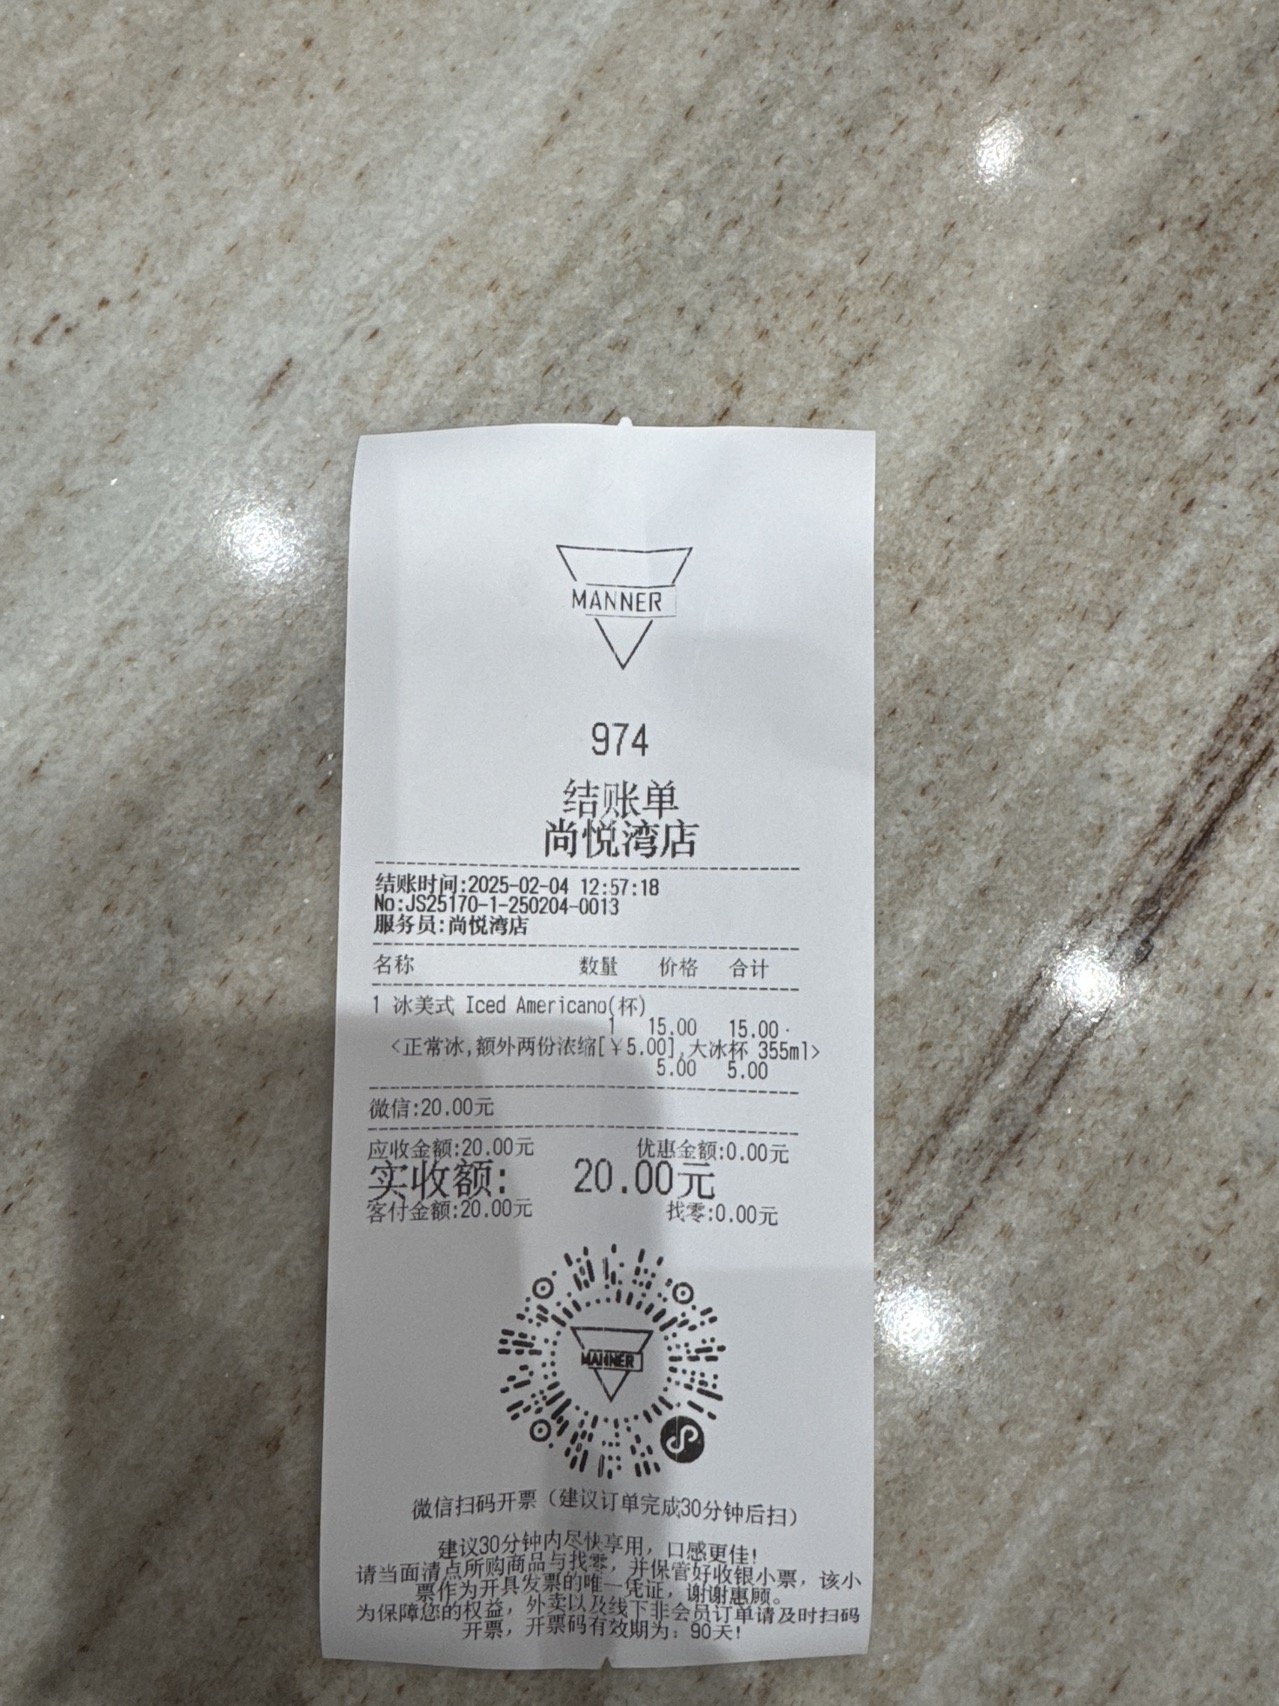 MANNER
974
结账单
尚悦湾店
结账时间:2025-02-04 12:57:18
No:JS25170-1-250204-0013
服务员:尚悦湾店
名称 数量 价格 合计
1 冰美式 Iced Americano(杯)
1 15.00 15.00
<正常冰,额外两份浓缩[￥5.00],大冰杯 355ml>
5.00 5.00
微信:20.00元
应收金额:20.00元 优惠金额:0.00元
实收额: 20.00元
客付金额:20.00元 找零:0.00元
MANNER
微信扫码开票（建议订单完成30分钟后扫）
建议30分钟内尽快享用，口感更佳！
请当面清点所购商品与找零，并保管好收银小票，该小
票作为开具发票的唯一凭证，谢谢惠顾。
为保障您的权益，外卖以及线下非会员订单请及时扫码
开票，开票码有效期为：90天！